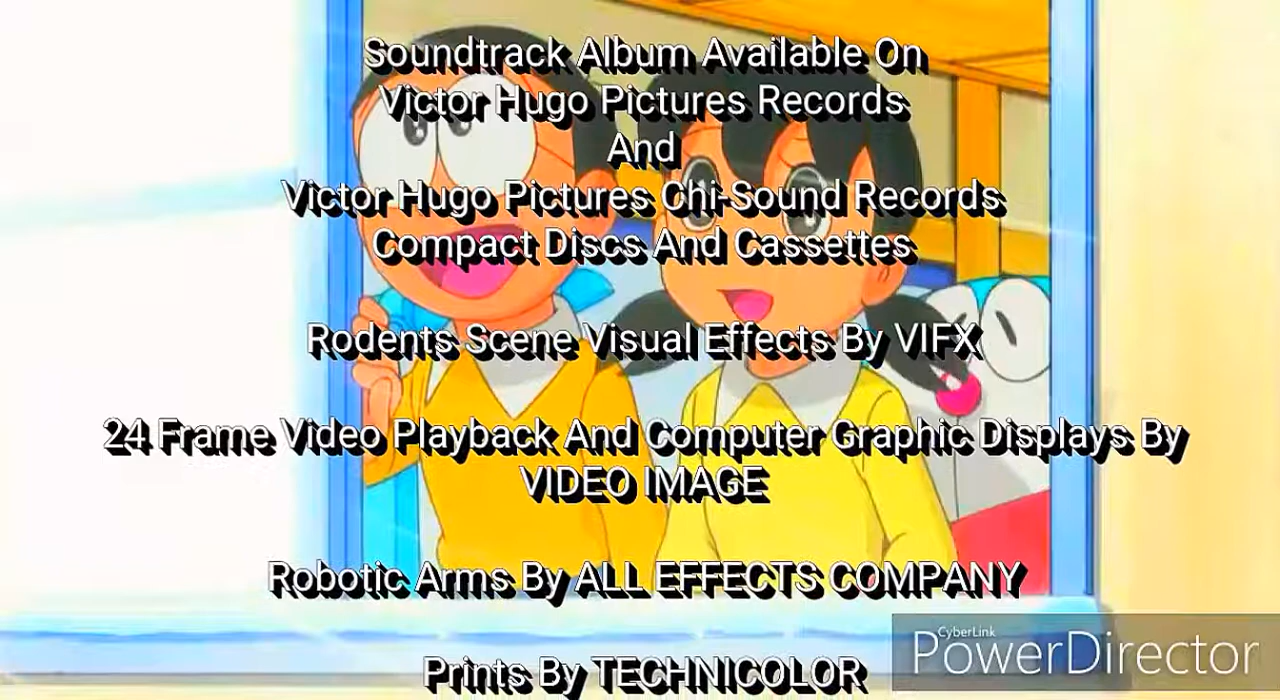 Soundtrack Album Available On
Victor Hugo Pictures Records
And
Victor Hugo Pictures Chi-Sound Records
Compact Discs And Cassettes
Rodents Scene Visual Effects By VIFX
24 Frame Video Playback And Computer Graphic Displays By
VIDEO IMAGE
Robotic Arms By ALL EFFECTS COMPANY
Prints By TECHNICOLOR
CyberLink
PowerDirector